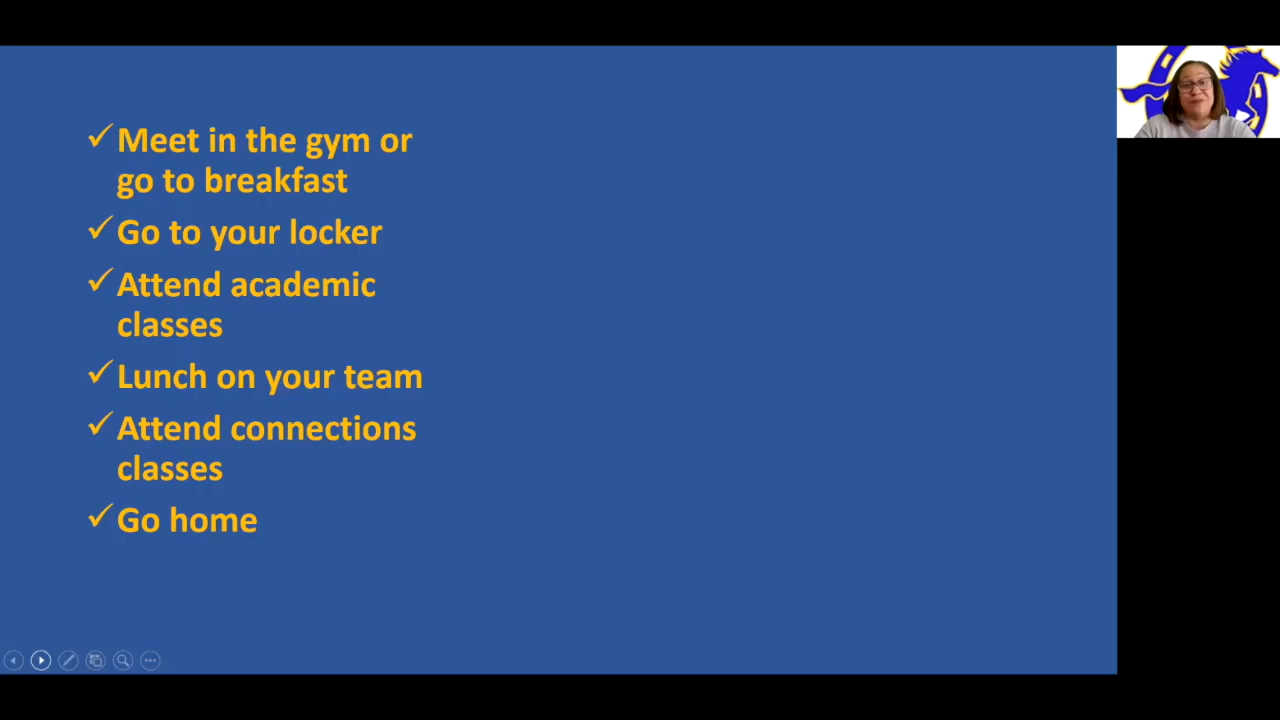 ✓Meet in the gym or
go to breakfast
✓Go to your locker
✓Attend academic
classes
✓Lunch on your team
✓Attend connections
classes
✓Go home